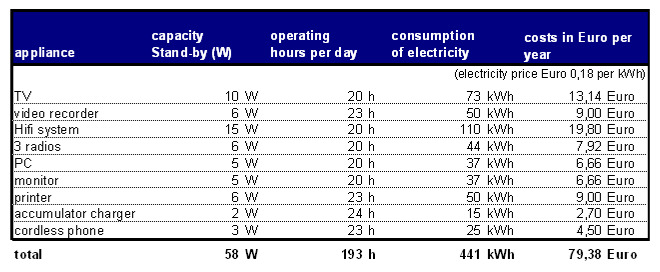 appliance capacity Stand-by (W) operating hours per day consumption of electricity costs in Euro per year
(electricity price Euro 0,18 per kWh)
TV 10 W 20 h 73 kWh 13,14 Euro
video recorder 6 W 23 h 50 kWh 9,00 Euro
Hifi system 15 W 20 h 110 kWh 19,80 Euro
3 radios 6 W 20 h 44 kWh 7,92 Euro
PC 5 W 20 h 37 kWh 6,66 Euro
monitor 5 W 20 h 37 kWh 6,66 Euro
printer 6 W 23 h 50 kWh 9,00 Euro
accumulator charger 2 W 24 h 15 kWh 2,70 Euro
cordless phone 3 W 23 h 25 kWh 4,50 Euro
total 58 W 193 h 441 kWh 79,38 Euro